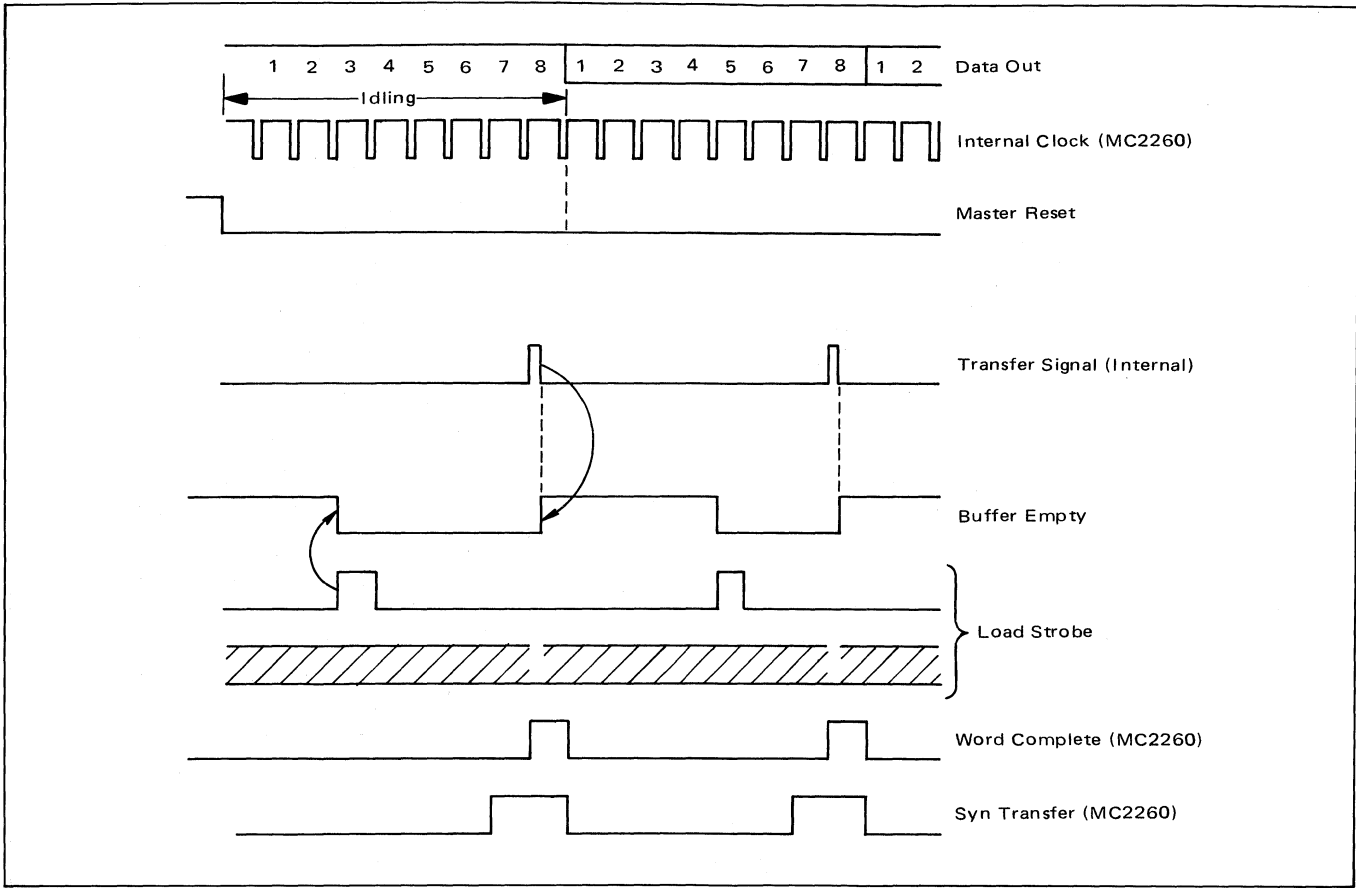 1 2 3 4 5 6 7 8 1 2 3 4 5 6 7 8 1 2 Data Out
Idling
Internal Clock (MC2260)
Master Reset
Transfer Signal (Internal)
Buffer Empty
Load Strobe
Word Complete (MC2260)
Syn Transfer (MC2260)